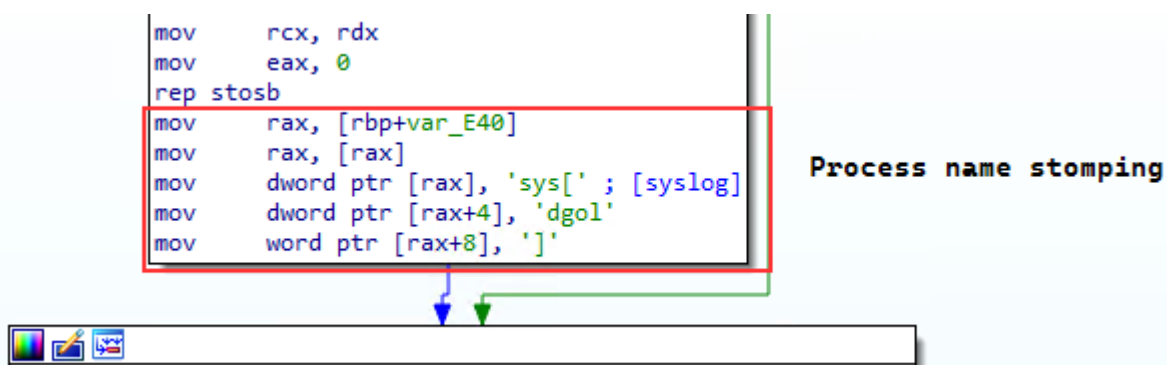 mov     rcx, rdx
mov     eax, 0
rep stosb
mov     rax, [rbp+var_E40]
mov     rax, [rax]
mov     dword ptr [rax], 'sys[' ; [syslog]
mov     dword ptr [rax+4], 'dgol'
mov     word ptr [rax+8], ']'
Process name stomping